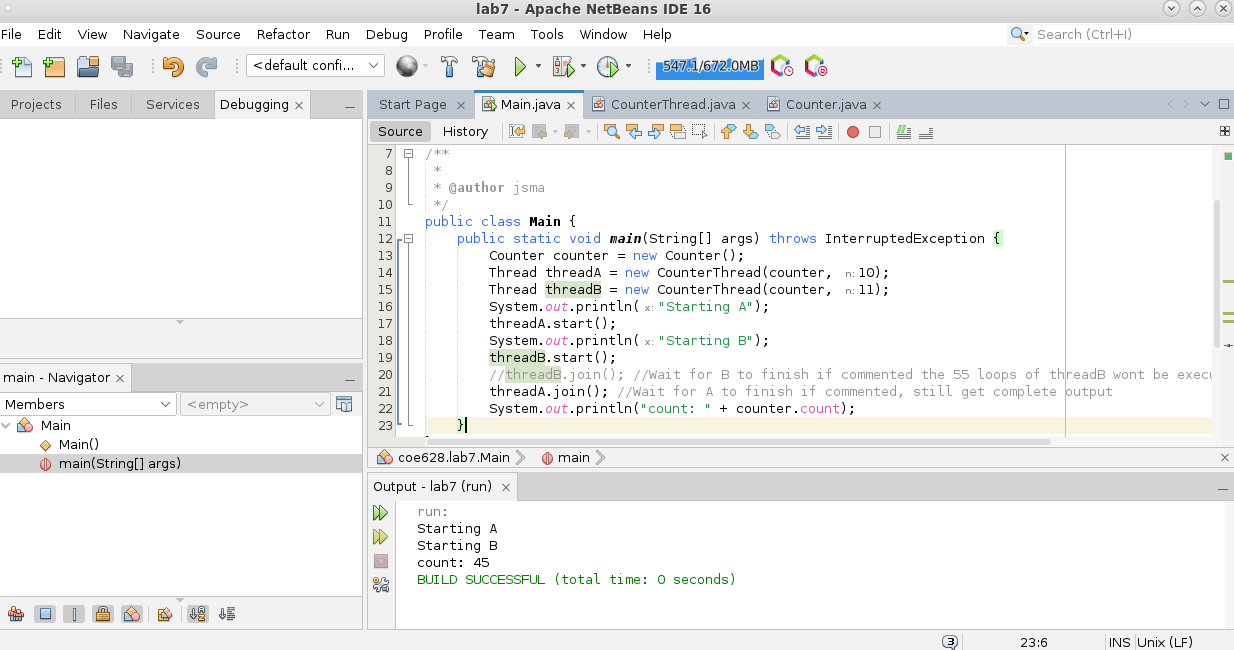 lab7 - Apache NetBeans IDE 16
File Edit View Navigate Source Refactor Run Debug Profile Team Tools Window Help
Search (Ctrl+I)
<default confi...
547.1/672.0MB
Projects Files Services Debugging
Start Page Main.java CounterThread.java Counter.java
Source History
7 /**
8 *
9 * @author jsma
10 */
11 public class Main {
12 public static void main(String[] args) throws InterruptedException {
13 Counter counter = new Counter();
14 Thread threadA = new CounterThread(counter, n: 10);
15 Thread threadB = new CounterThread(counter, n: 11);
16 System.out.println( x: "Starting A");
17 threadA.start();
18 System.out.println( x: "Starting B");
19 threadB.start();
20 //threadB.join(); //Wait for B to finish if commented the 55 loops of threadB wont be execu
21 threadA.join(); //Wait for A to finish if commented, still get complete output
22 System.out.println("count: " + counter.count);
23 }
main - Navigator
Members <empty>
Main
Main()
main(String[] args)
coe628.lab7.Main main
Output - lab7 (run)
run:
Starting A
Starting B
count: 45
BUILD SUCCESSFUL (total time: 0 seconds)
3 23:6 INS Unix (LF)